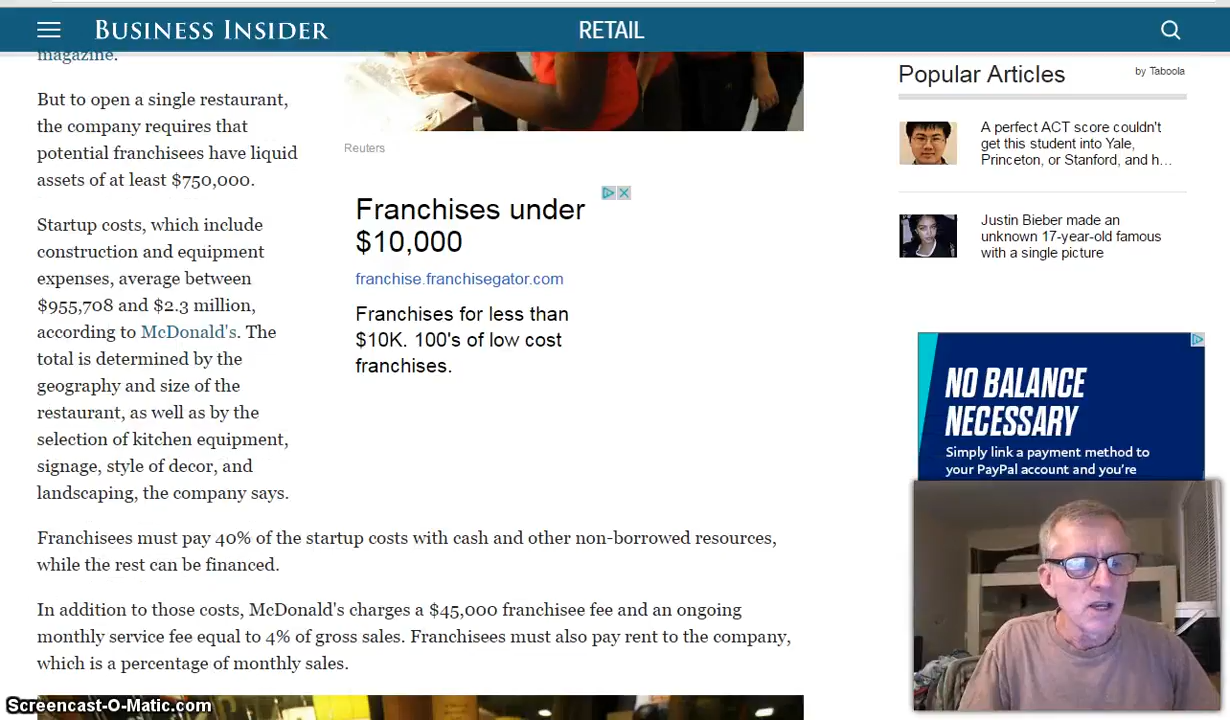 BUSINESS INSIDER
RETAIL
magazine.
But to open a single restaurant,
the company requires that
potential franchisees have liquid
assets of at least $750,000.
Startup costs, which include
construction and equipment
expenses, average between
$955,708 and $2.3 million,
according to McDonald's. The
total is determined by the
geography and size of the
restaurant, as well as by the
selection of kitchen equipment,
signage, style of decor, and
landscaping, the company says.
Reuters
Franchises under
$10,000
franchise.franchisegator.com
Franchises for less than
$10K. 100's of low cost
franchises.
Franchisees must pay 40% of the startup costs with cash and other non-borrowed resources,
while the rest can be financed.
In addition to those costs, McDonald's charges a $45,000 franchisee fee and an ongoing
monthly service fee equal to 4% of gross sales. Franchisees must also pay rent to the company,
which is a percentage of monthly sales.
Popular Articles
by Taboola
A perfect ACT score couldn't
get this student into Yale,
Princeton, or Stanford, and h...
Justin Bieber made an
unknown 17-year-old famous
with a single picture
NO BALANCE
NECESSARY
Simply link a payment method to
your PayPal account and you're
Screencast-O-Matic.com